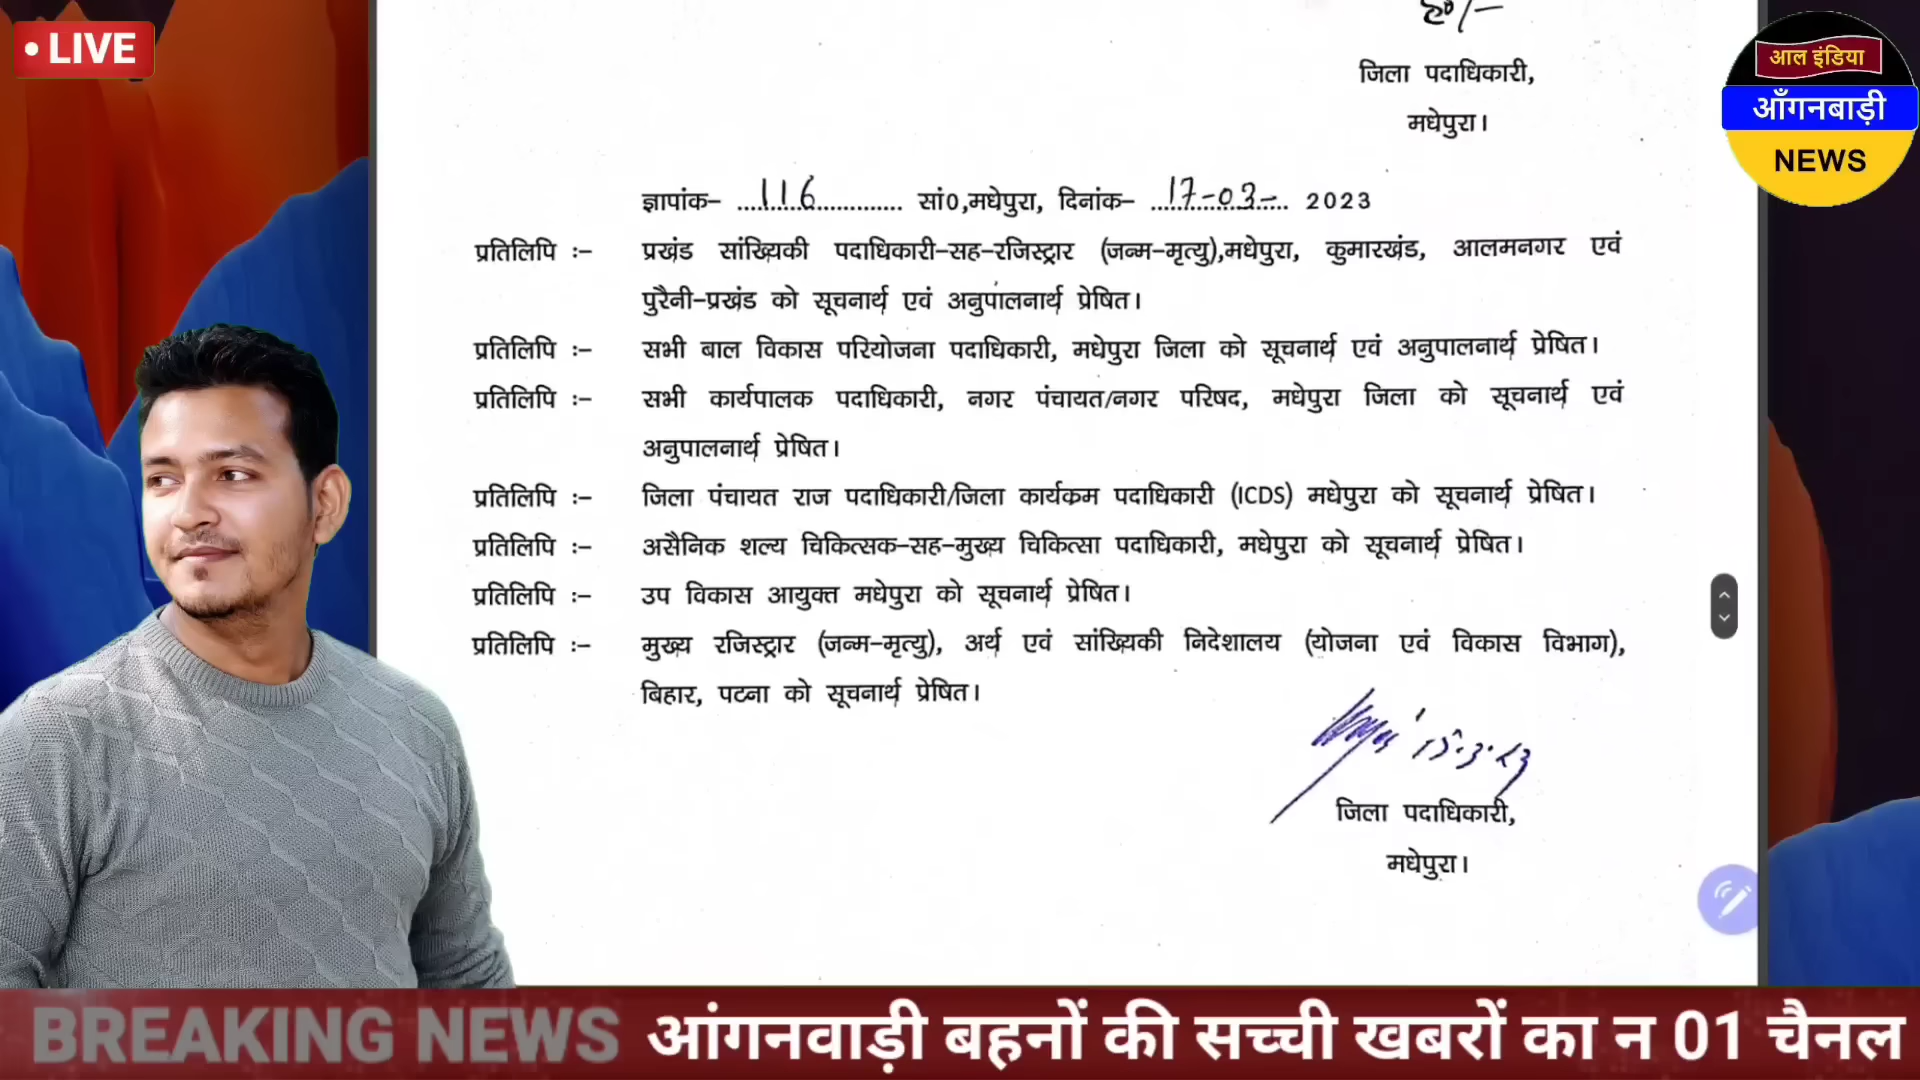 • LIVE
आल इंडिया
आँगनबाड़ी
NEWS
ह0/-
जिला पदाधिकारी,
मधेपुरा।
ज्ञापांक- ....116.... सां0,मधेपुरा, दिनांक- ..17-03-.. 2023
प्रतिलिपि :- प्रखंड सांख्यिकी पदाधिकारी-सह-रजिस्ट्रार (जन्म-मृत्यु),मधेपुरा, कुमारखंड, आलमनगर एवं
पुरैनी-प्रखंड को सूचनार्थ एवं अनुपालनार्थ प्रेषित।
प्रतिलिपि :- सभी बाल विकास परियोजना पदाधिकारी, मधेपुरा जिला को सूचनार्थ एवं अनुपालनार्थ प्रेषित।
प्रतिलिपि :- सभी कार्यपालक पदाधिकारी, नगर पंचायत/नगर परिषद, मधेपुरा जिला को सूचनार्थ एवं
अनुपालनार्थ प्रेषित।
प्रतिलिपि :- जिला पंचायत राज पदाधिकारी/जिला कार्यक्रम पदाधिकारी (ICDS) मधेपुरा को सूचनार्थ प्रेषित।
प्रतिलिपि :- असैनिक शल्य चिकित्सक-सह-मुख्य चिकित्सा पदाधिकारी, मधेपुरा को सूचनार्थ प्रेषित।
प्रतिलिपि :- उप विकास आयुक्त मधेपुरा को सूचनार्थ प्रेषित।
प्रतिलिपि :- मुख्य रजिस्ट्रार (जन्म-मृत्यु), अर्थ एवं सांख्यिकी निदेशालय (योजना एवं विकास विभाग),
बिहार, पटना को सूचनार्थ प्रेषित।
15.3.23
जिला पदाधिकारी,
मधेपुरा।
BREAKING NEWS आंगनवाड़ी बहनों की सच्ची खबरों का न 01 चैनल